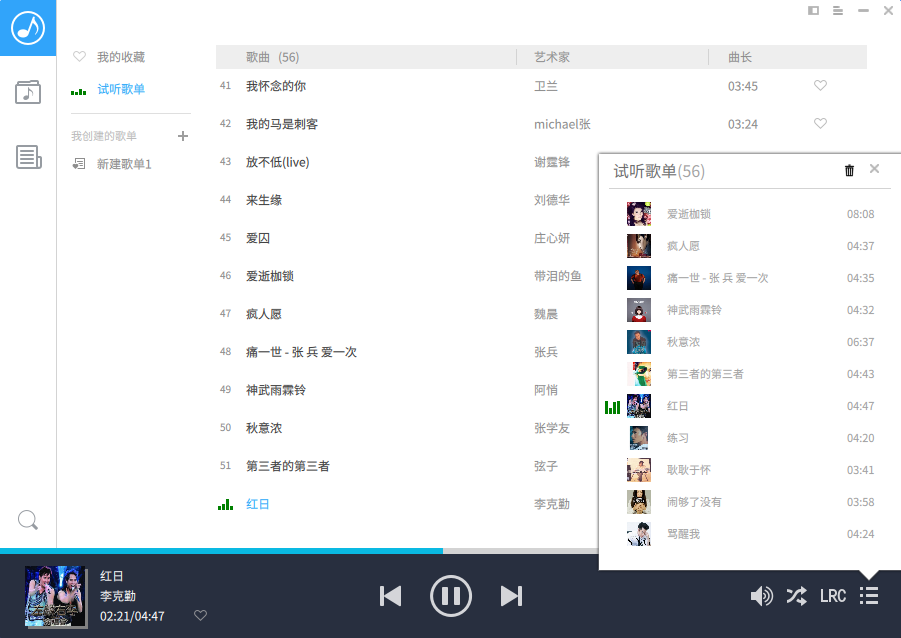 我的收藏
试听歌单
我创建的歌单
新建歌单1
歌曲 (56) 艺术家 曲长
41 我怀念的你 卫兰 03:45
42 我的马是刺客 michael张 03:24
43 放不低(live) 谢霆锋
44 来生缘 刘德华
45 爱囚 庄心妍
46 爱逝枷锁 带泪的鱼
47 疯人愿 魏晨
48 痛一世 - 张 兵 爱一次 张兵
49 神武雨霖铃 阿悄
50 秋意浓 张学友
51 第三者的第三者 弦子
红日 李克勤
试听歌单(56)
爱逝枷锁 08:08
疯人愿 04:37
痛一世 - 张 兵 爱一次 04:35
神武雨霖铃 04:32
秋意浓 06:37
第三者的第三者 04:43
红日 04:47
练习 04:20
耿耿于怀 03:41
闹够了没有 03:58
骂醒我 04:24
红日
李克勤
02:21/04:47
LRC